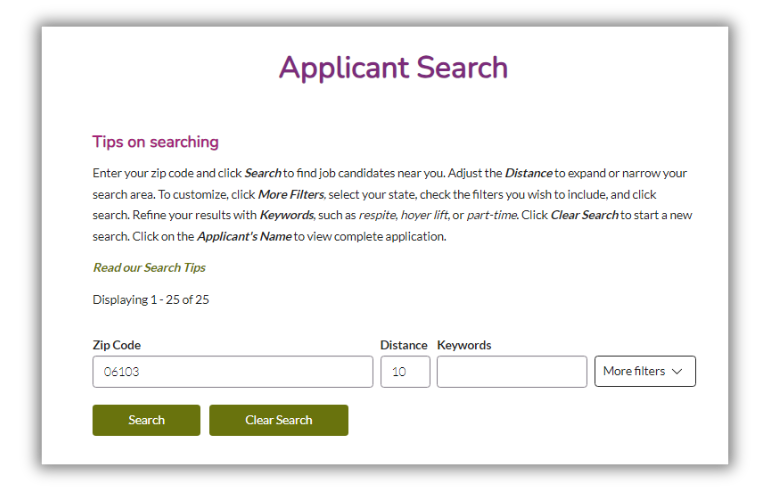 Applicant Search
Tips on searching
Enter your zip code and click Search to find job candidates near you. Adjust the Distance to expand or narrow your
search area. To customize, click More Filters, select your state, check the filters you wish to include, and click
search. Refine your results with Keywords, such as respite, hoyer lift, or part-time. Click Clear Search to start a new
search. Click on the Applicant's Name to view complete application.
Read our Search Tips
Displaying 1 - 25 of 25
Zip Code Distance Keywords
06103 10 More filters
Search Clear Search